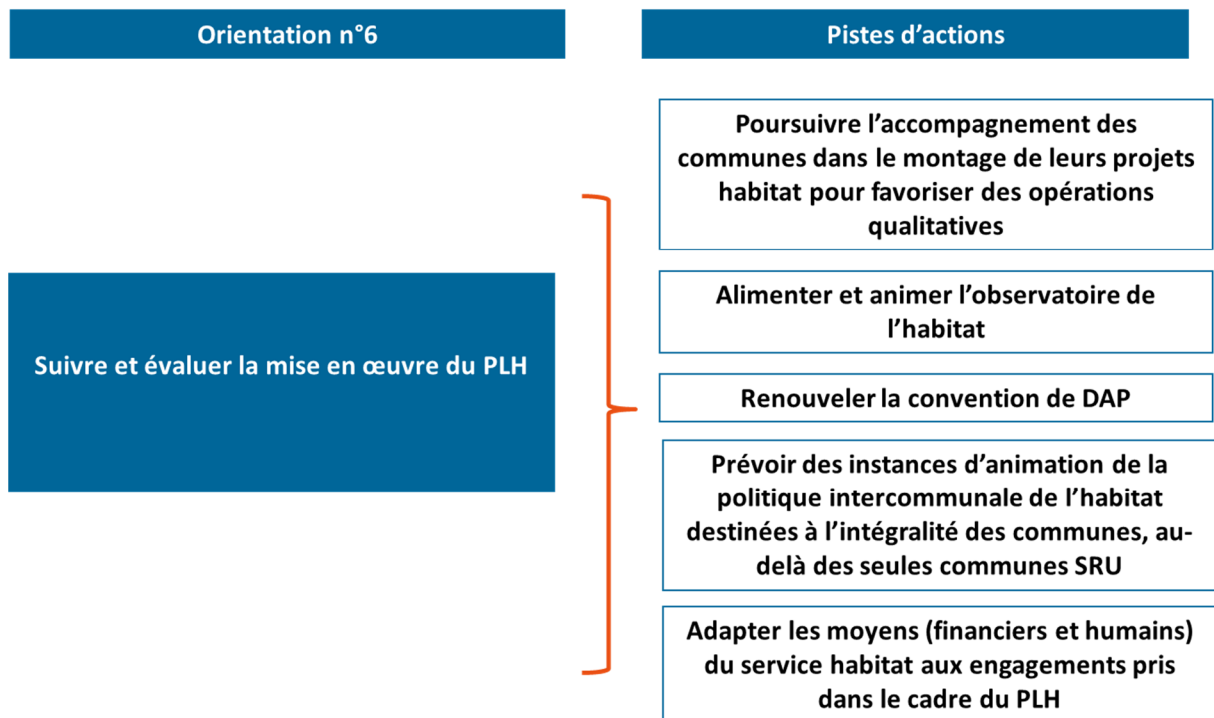 Orientation n°6
Pistes d’actions
Suivre et évaluer la mise en œuvre du PLH
Poursuivre l’accompagnement des
communes dans le montage de leurs projets
habitat pour favoriser des opérations
qualitatives
Alimenter et animer l’observatoire de
l’habitat
Renouveler la convention de DAP
Prévoir des instances d’animation de la
politique intercommunale de l’habitat
destinées à l’intégralité des communes, au-
delà des seules communes SRU
Adapter les moyens (financiers et humains)
du service habitat aux engagements pris
dans le cadre du PLH